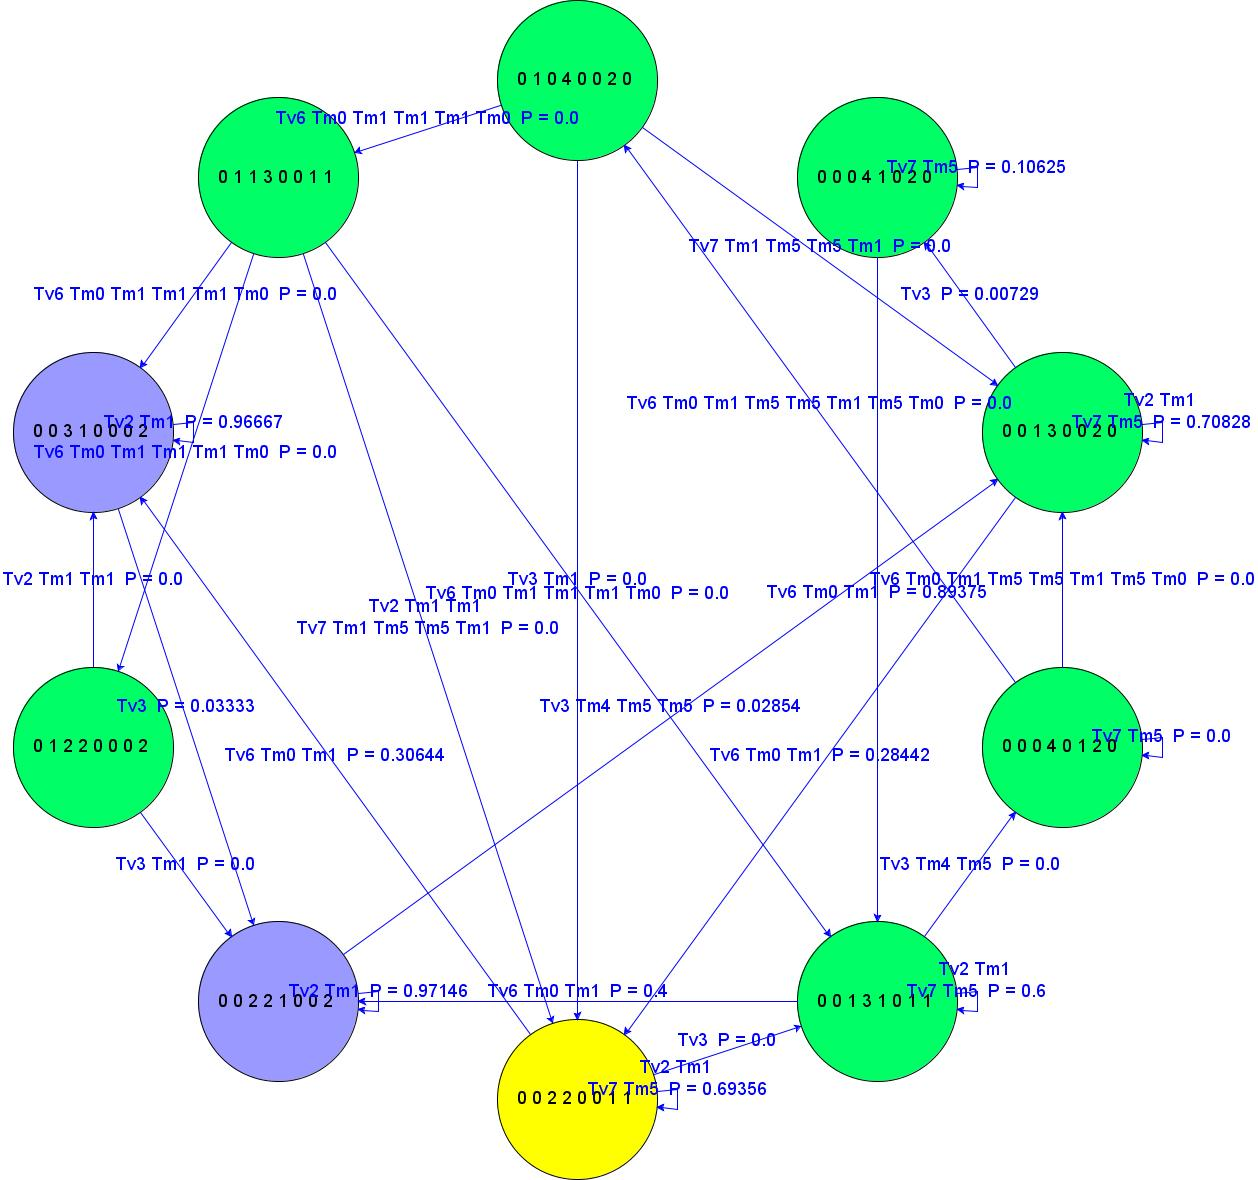 0 1 0 4 0 0 2 0
Tv6 Tm0 Tm1 Tm1 Tm1 Tm0 P = 0.0
0 1 1 3 0 0 1 1
0 0 0 4 1 0 2 0
Tv7 Tm5 P = 0.10625
Tv7 Tm1 Tm5 Tm5 Tm1 P = 0.0
Tv6 Tm0 Tm1 Tm1 Tm1 Tm0 P = 0.0
Tv3 P = 0.00729
Tv6 Tm0 Tm1 Tm5 Tm5 Tm1 Tm5 Tm0 P = 0.0
Tv2 Tm1
Tv7 Tm5 P = 0.70828
0 0 1 3 0 0 2 0
Tv2 Tm1 P = 0.96667
0 0 3 1 0 0 0 2
Tv6 Tm0 Tm1 Tm1 Tm1 Tm0 P = 0.0
Tv2 Tm1 Tm1 P = 0.0
Tv3 Tm1 P = 0.0
Tv6 Tm0 Tm1 Tm5 Tm5 Tm1 Tm5 Tm0 P = 0.0
Tv6 Tm0 Tm1 Tm1 Tm1 Tm0 P = 0.0
Tv6 Tm0 Tm1 P = 0.89375
Tv2 Tm1 Tm1
Tv7 Tm1 Tm5 Tm5 Tm1 P = 0.0
Tv3 P = 0.03333
Tv3 Tm4 Tm5 Tm5 P = 0.02854
0 1 2 2 0 0 0 2
Tv6 Tm0 Tm1 P = 0.30644
Tv6 Tm0 Tm1 P = 0.28442
0 0 0 4 0 1 2 0
Tv7 Tm5 P = 0.0
Tv3 Tm1 P = 0.0
Tv3 Tm4 Tm5 P = 0.0
Tv2 Tm1 P = 0.97146
0 0 2 2 1 0 0 2
Tv6 Tm0 Tm1 P = 0.4
Tv2 Tm1
Tv7 Tm5 P = 0.6
0 0 1 3 1 0 1 1
Tv3 P = 0.0
Tv2 Tm1
Tv7 Tm5 P = 0.69356
0 0 2 2 0 0 1 1